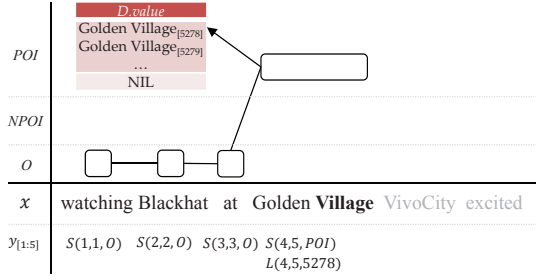 D.value
Golden Village[5278]
Golden Village[5279]
...
NIL
POI
NPOI
O
x watching Blackhat at Golden Village VivoCity excited
y[1:5] S(1,1,O) S(2,2,O) S(3,3,O) S(4,5,POI)
L(4,5,5278)